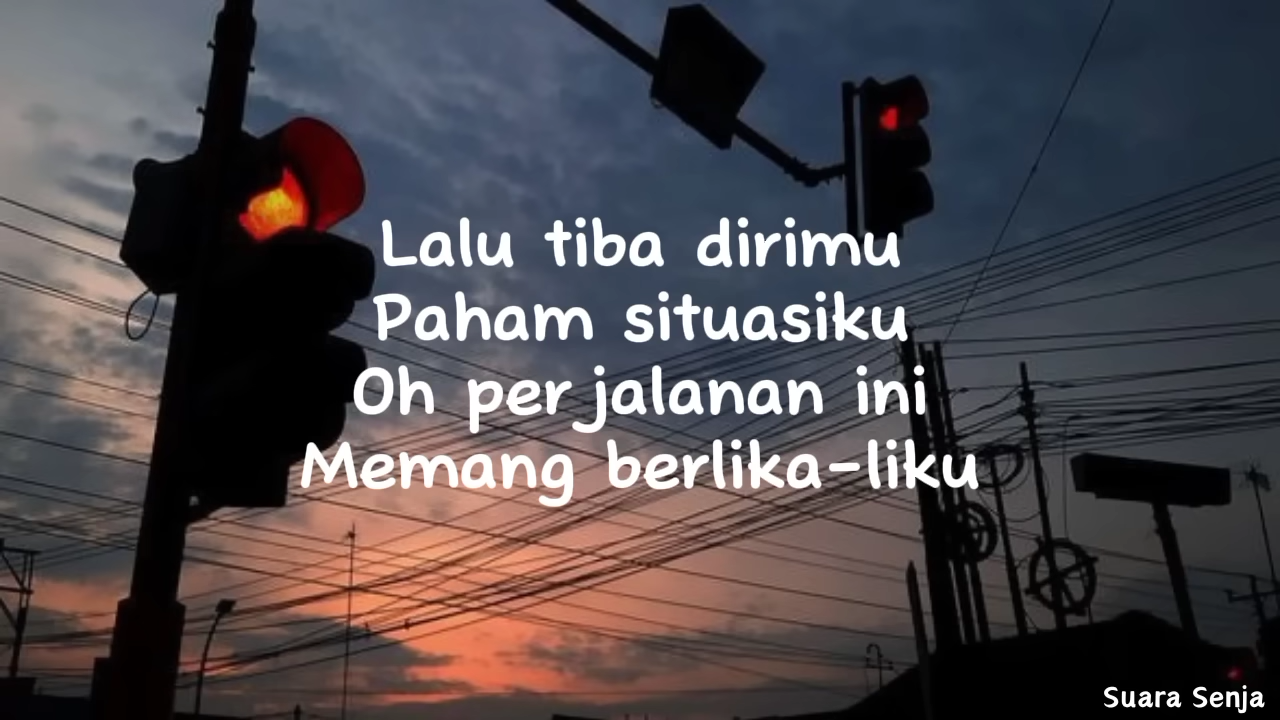 Lalu tiba dirimu
Paham situasiku
Oh perjalanan ini
Memang berlika-liku
Suara Senja